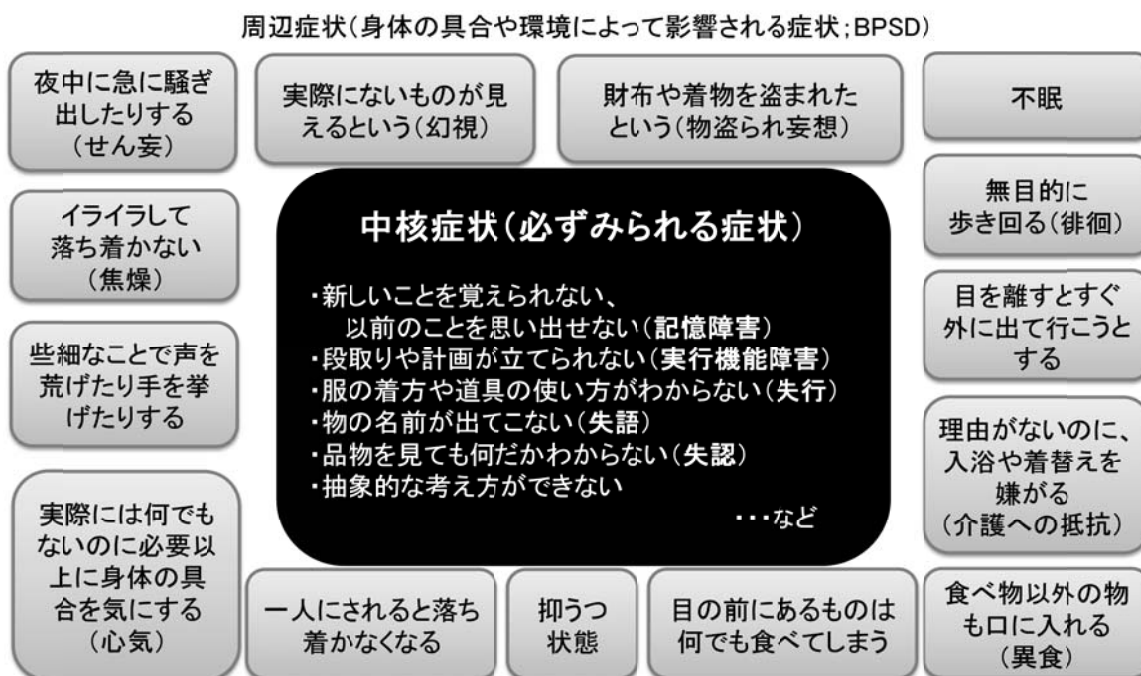 周辺症状(身体の具合や環境によって影響される症状;BPSD)
夜中に急に騒ぎ
出したりする
(せん妄)
実際にないものが見
えるという(幻視)
財布や着物を盗まれた
という(物盗られ妄想)
不眠
イライラして
落ち着かない
(焦燥)
無目的に
歩き回る(徘徊)
些細なことで声を
荒げたり手を挙
げたりする
目を離すとすぐ
外に出て行こうと
する
中核症状(必ずみられる症状)
・新しいことを覚えられない、
以前のことを思い出せない(記憶障害)
・段取りや計画が立てられない(実行機能障害)
・服の着方や道具の使い方がわからない(失行)
・物の名前が出てこない(失語)
・品物を見ても何だかわからない(失認)
・抽象的な考え方ができない
・・・など
理由がないのに、
入浴や着替えを
嫌がる
(介護への抵抗)
実際には何でも
ないのに必要以
上に身体の具
合を気にする
(心気)
一人にされると落ち
着かなくなる
抑うつ
状態
目の前にあるものは
何でも食べてしまう
食べ物以外の物
も口に入れる
(異食)